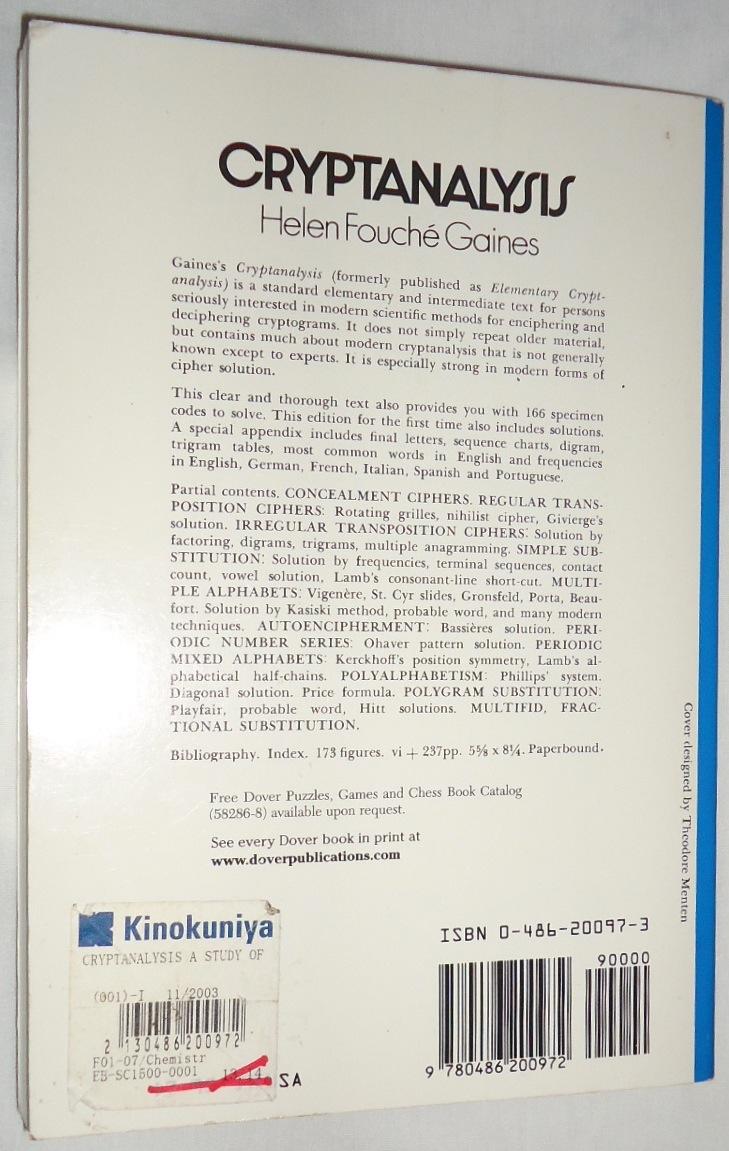 CRYPTANALYSIS
Helen Fouché Gaines
Gaines's Cryptanalysis (formerly published as Elementary Crypt-
analysis) is a standard elementary and intermediate text for persons
seriously interested in modern scientific methods for enciphering and
deciphering cryptograms. It does not simply repeat older material,
but contains much about modern cryptanalysis that is not generally
known except to experts. It is especially strong in modern forms of
cipher solution.
This clear and thorough text also provides you with 166 specimen
codes to solve. This edition for the first time also includes solutions.
A special appendix includes final letters, sequence charts, digram,
trigram tables, most common words in English and frequencies
in English, German, French, Italian, Spanish and Portuguese.
Partial contents. CONCEALMENT CIPHERS. REGULAR TRANS-
POSITION CIPHERS: Rotating grilles, nihilist cipher, Givierge's
solution. IRREGULAR TRANSPOSITION CIPHERS: Solution by
factoring, digrams, trigrams, multiple anagramming. SIMPLE SUB-
STITUTION: Solution by frequencies, terminal sequences, contact
count, vowel solution, Lamb's consonant-line short-cut. MULTI-
PLE ALPHABETS: Vigenère, St. Cyr slides, Gronsfeld, Porta, Beau-
fort. Solution by Kasiski method, probable word, and many modern
techniques. AUTOENCIPHERMENT: Bassières solution. PERI-
ODIC NUMBER SERIES: Ohaver pattern solution. PERIODIC
MIXED ALPHABETS: Kerckhoff's position symmetry, Lamb's al-
phabetical half-chains. POLYALPHABETISM: Phillips' system.
Diagonal solution. Price formula. POLYGRAM SUBSTITUTION:
Playfair, probable word, Hitt solutions. MULTIFID, FRAC-
TIONAL SUBSTITUTION.
Bibliography. Index. 173 figures. vi + 237pp. 5⅝ x 8¼. Paperbound.
Free Dover Puzzles, Games and Chess Book Catalog
(58286-8) available upon request.
See every Dover book in print at
www.doverpublications.com
Cover designed by Theodore Menten
Kinokuniya
CRYPTANALYSIS A STUDY OF
(001)-I 11/2003
2 130486 200972
F01-07/Chemistr
EB-SC1500-0001
SA
ISBN 0-486-20097-3
90000
9 780486 200972